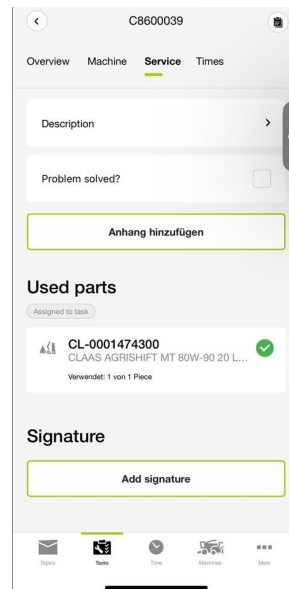 C8600039
Overview Machine Service Times
Description
Problem solved?
Anhang hinzufügen
Used parts
Assigned to task
CL-0001474300
CLAAS AGRISHIFT MT 80W-90 20 L...
Verwendet: 1 von 1 Piece
Signature
Add signature
Topics Tasks Time Machines More